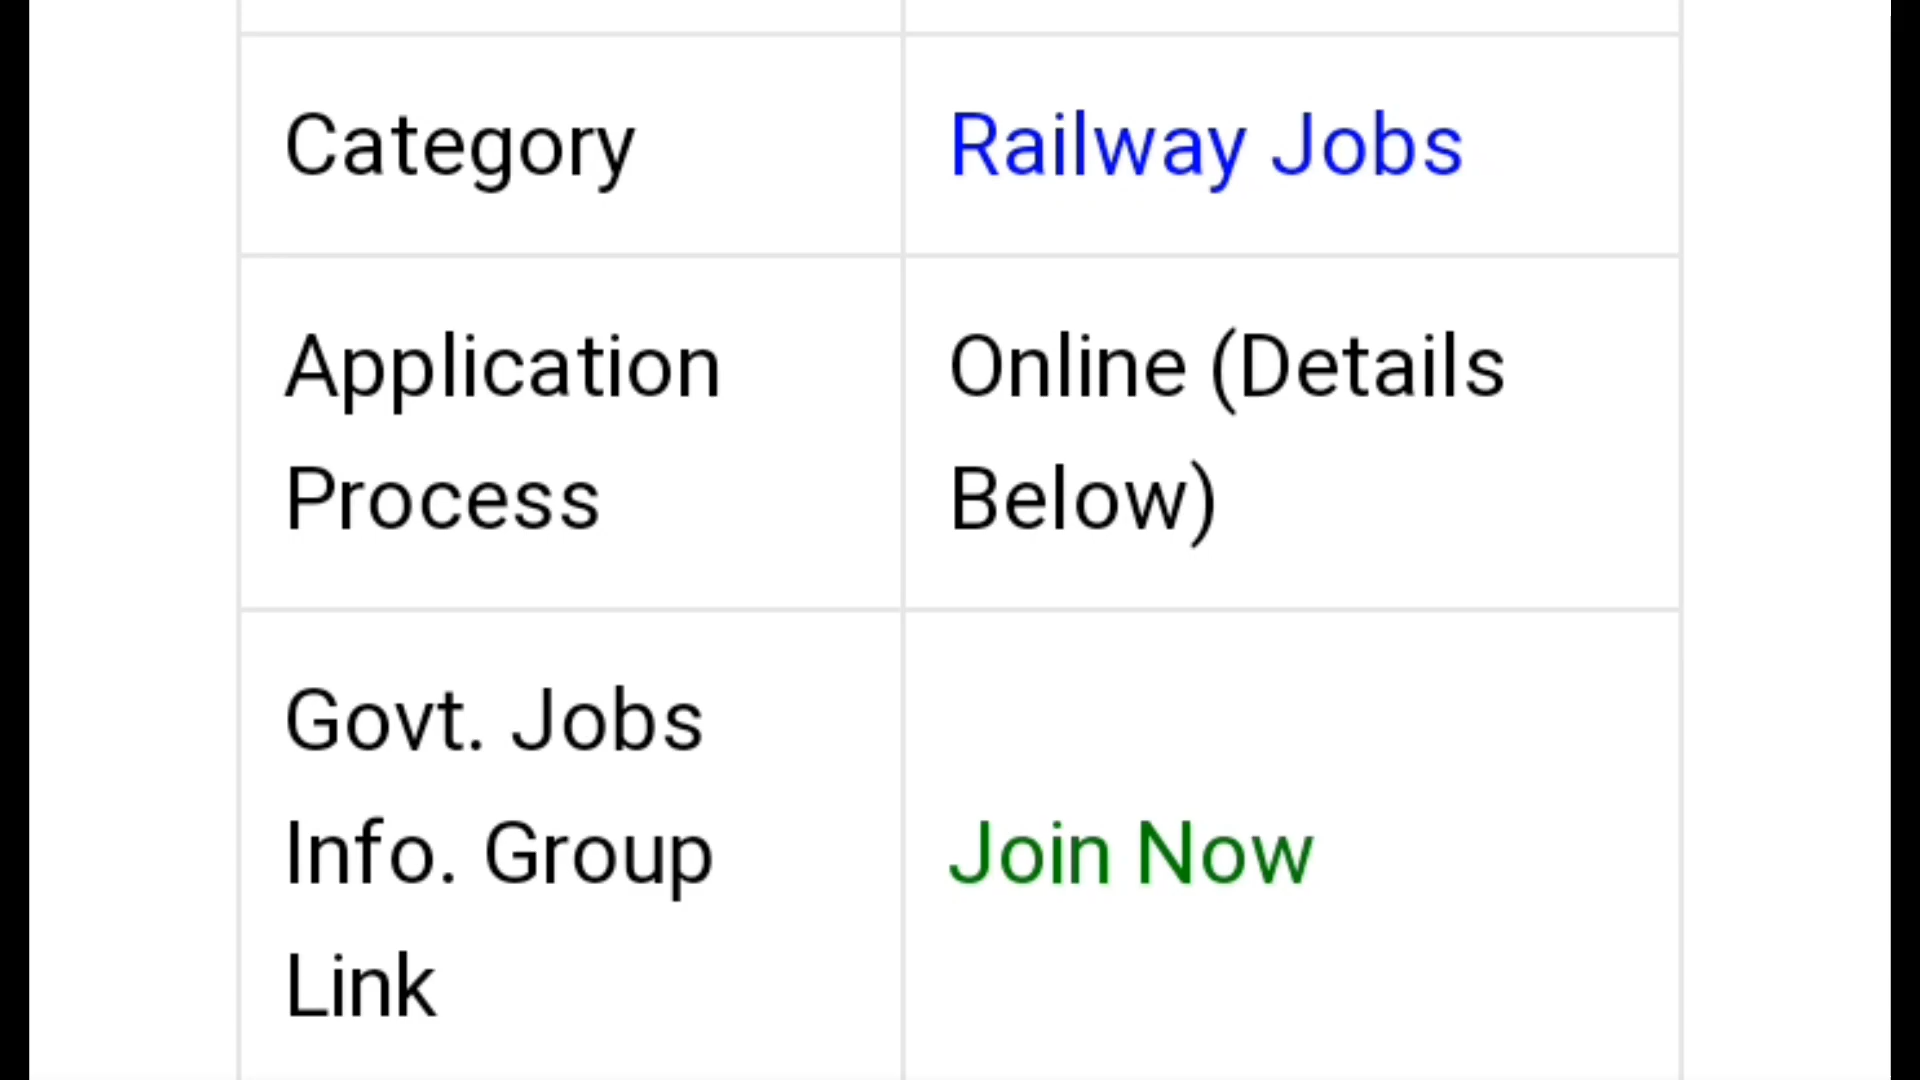 Category
Railway Jobs
Application
Process
Online (Details
Below)
Govt. Jobs
Info. Group
Link
Join Now